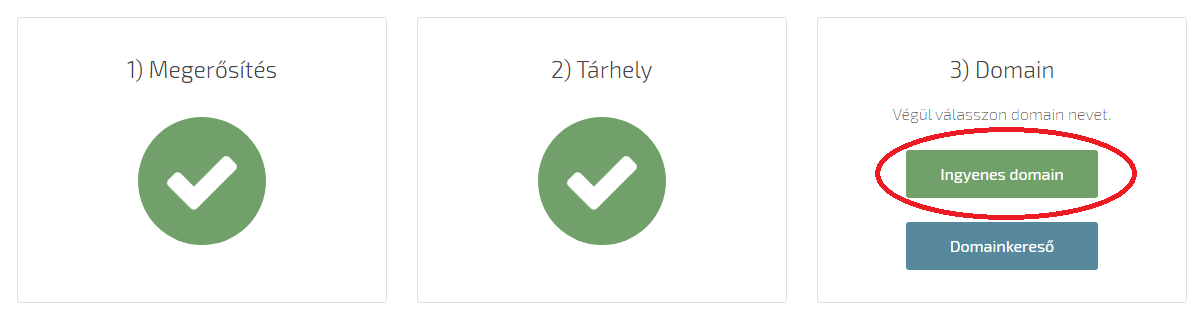 1) Megerősítés
2) Tárhely
3) Domain
Végül válasszon domain nevet.
Ingyenes domain
Domainkereső